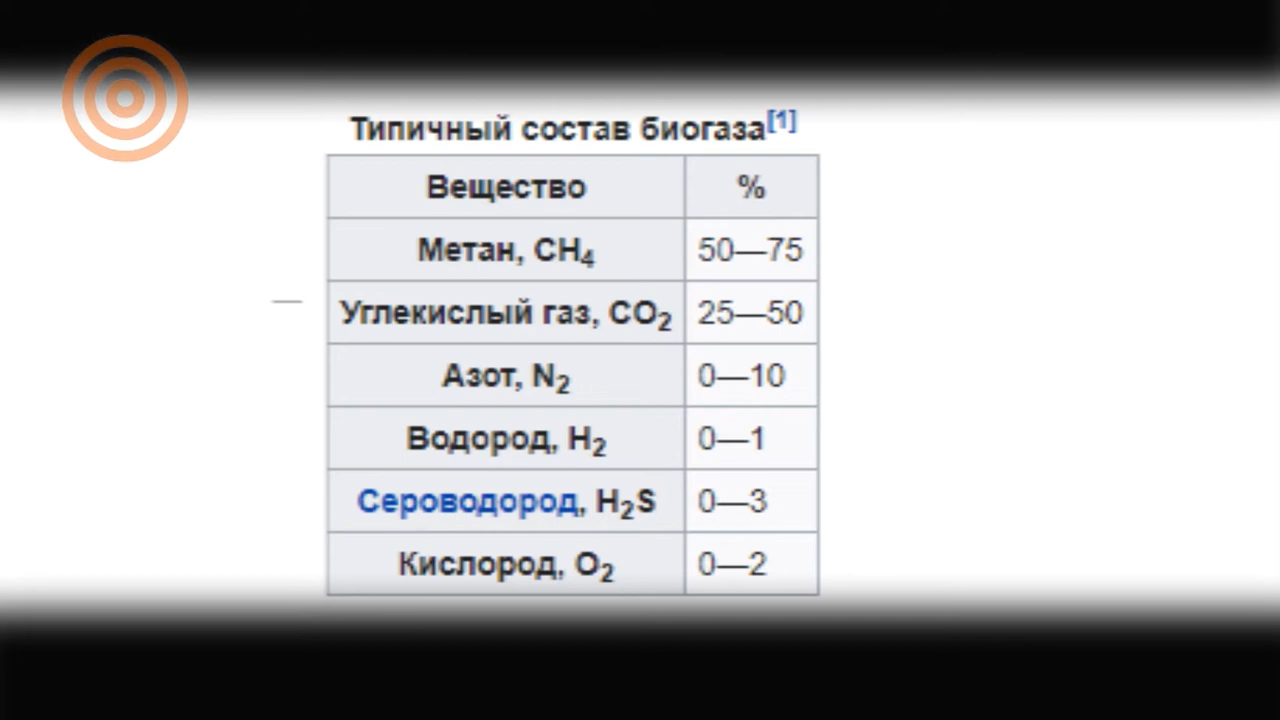 Типичный состав биогаза[1]
Вещество %
Метан, CH₄ 50—75
Углекислый газ, CO₂ 25—50
Азот, N₂ 0—10
Водород, H₂ 0—1
Сероводород, H₂S 0—3
Кислород, O₂ 0—2